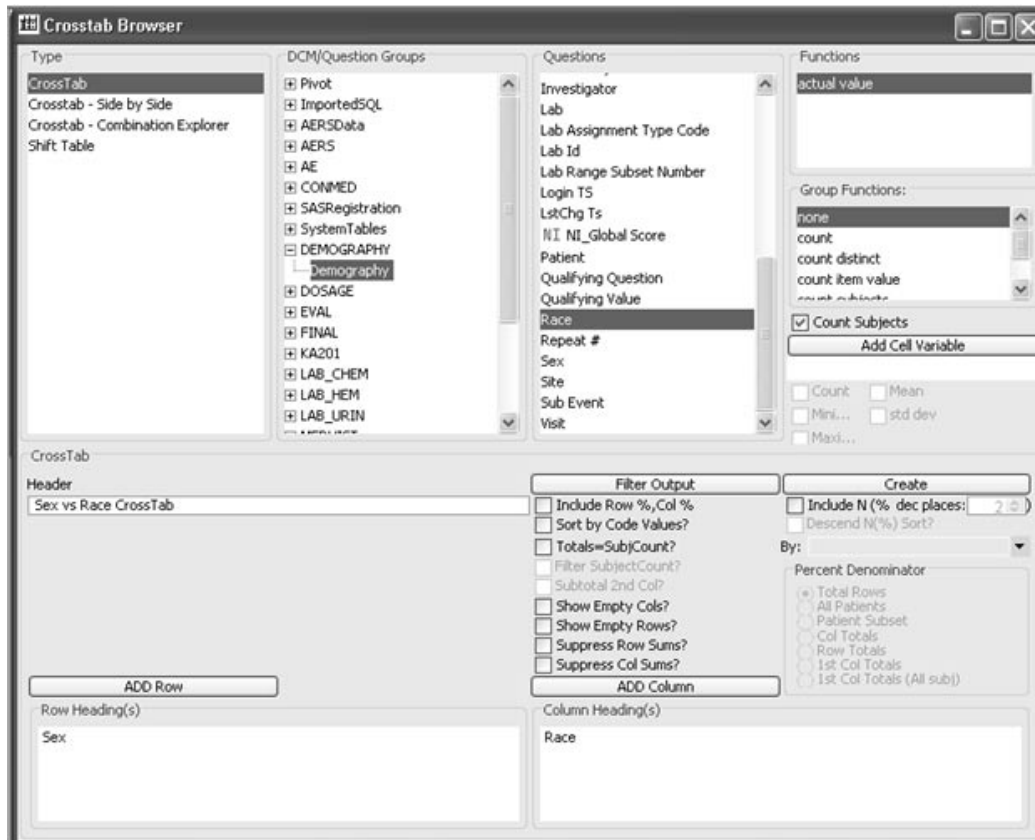 Crosstab Browser
Type
CrossTab
Crosstab - Side by Side
Crosstab - Combination Explorer
Shift Table
DCM/Question Groups
Pivot
ImportedSQL
AERSData
AERS
AE
CONMED
SASRegistration
SystemTables
DEMOGRAPHY
Demography
DOSAGE
EVAL
FINAL
KA201
LAB_CHEM
LAB_HEM
LAB_URIN
Questions
Investigator
Lab
Lab Assignment Type Code
Lab Id
Lab Range Subset Number
Login TS
LstChg Ts
NI NI_Global Score
Patient
Qualifying Question
Qualifying Value
Race
Repeat #
Sex
Site
Sub Event
Visit
Functions
actual value
Group Functions:
none
count
count distinct
count item value
count subjects
Count Subjects
Add Cell Variable
Count Mean
Mini... std dev
Maxi...
CrossTab
Header
Sex vs Race CrossTab
ADD Row
Filter Output
Include Row %,Col %
Sort by Code Values?
Totals=SubjCount?
Filter SubjectCount?
Subtotal 2nd Col?
Show Empty Cols?
Show Empty Rows?
Suppress Row Sums?
Suppress Col Sums?
ADD Column
Create
Include N (% dec places: 2 )
Descend N(%) Sort?
By:
Percent Denominator
Total Rows
All Patients
Patient Subset
Col Totals
Row Totals
1st Col Totals
1st Col Totals (All subj)
Row Heading(s)
Sex
Column Heading(s)
Race